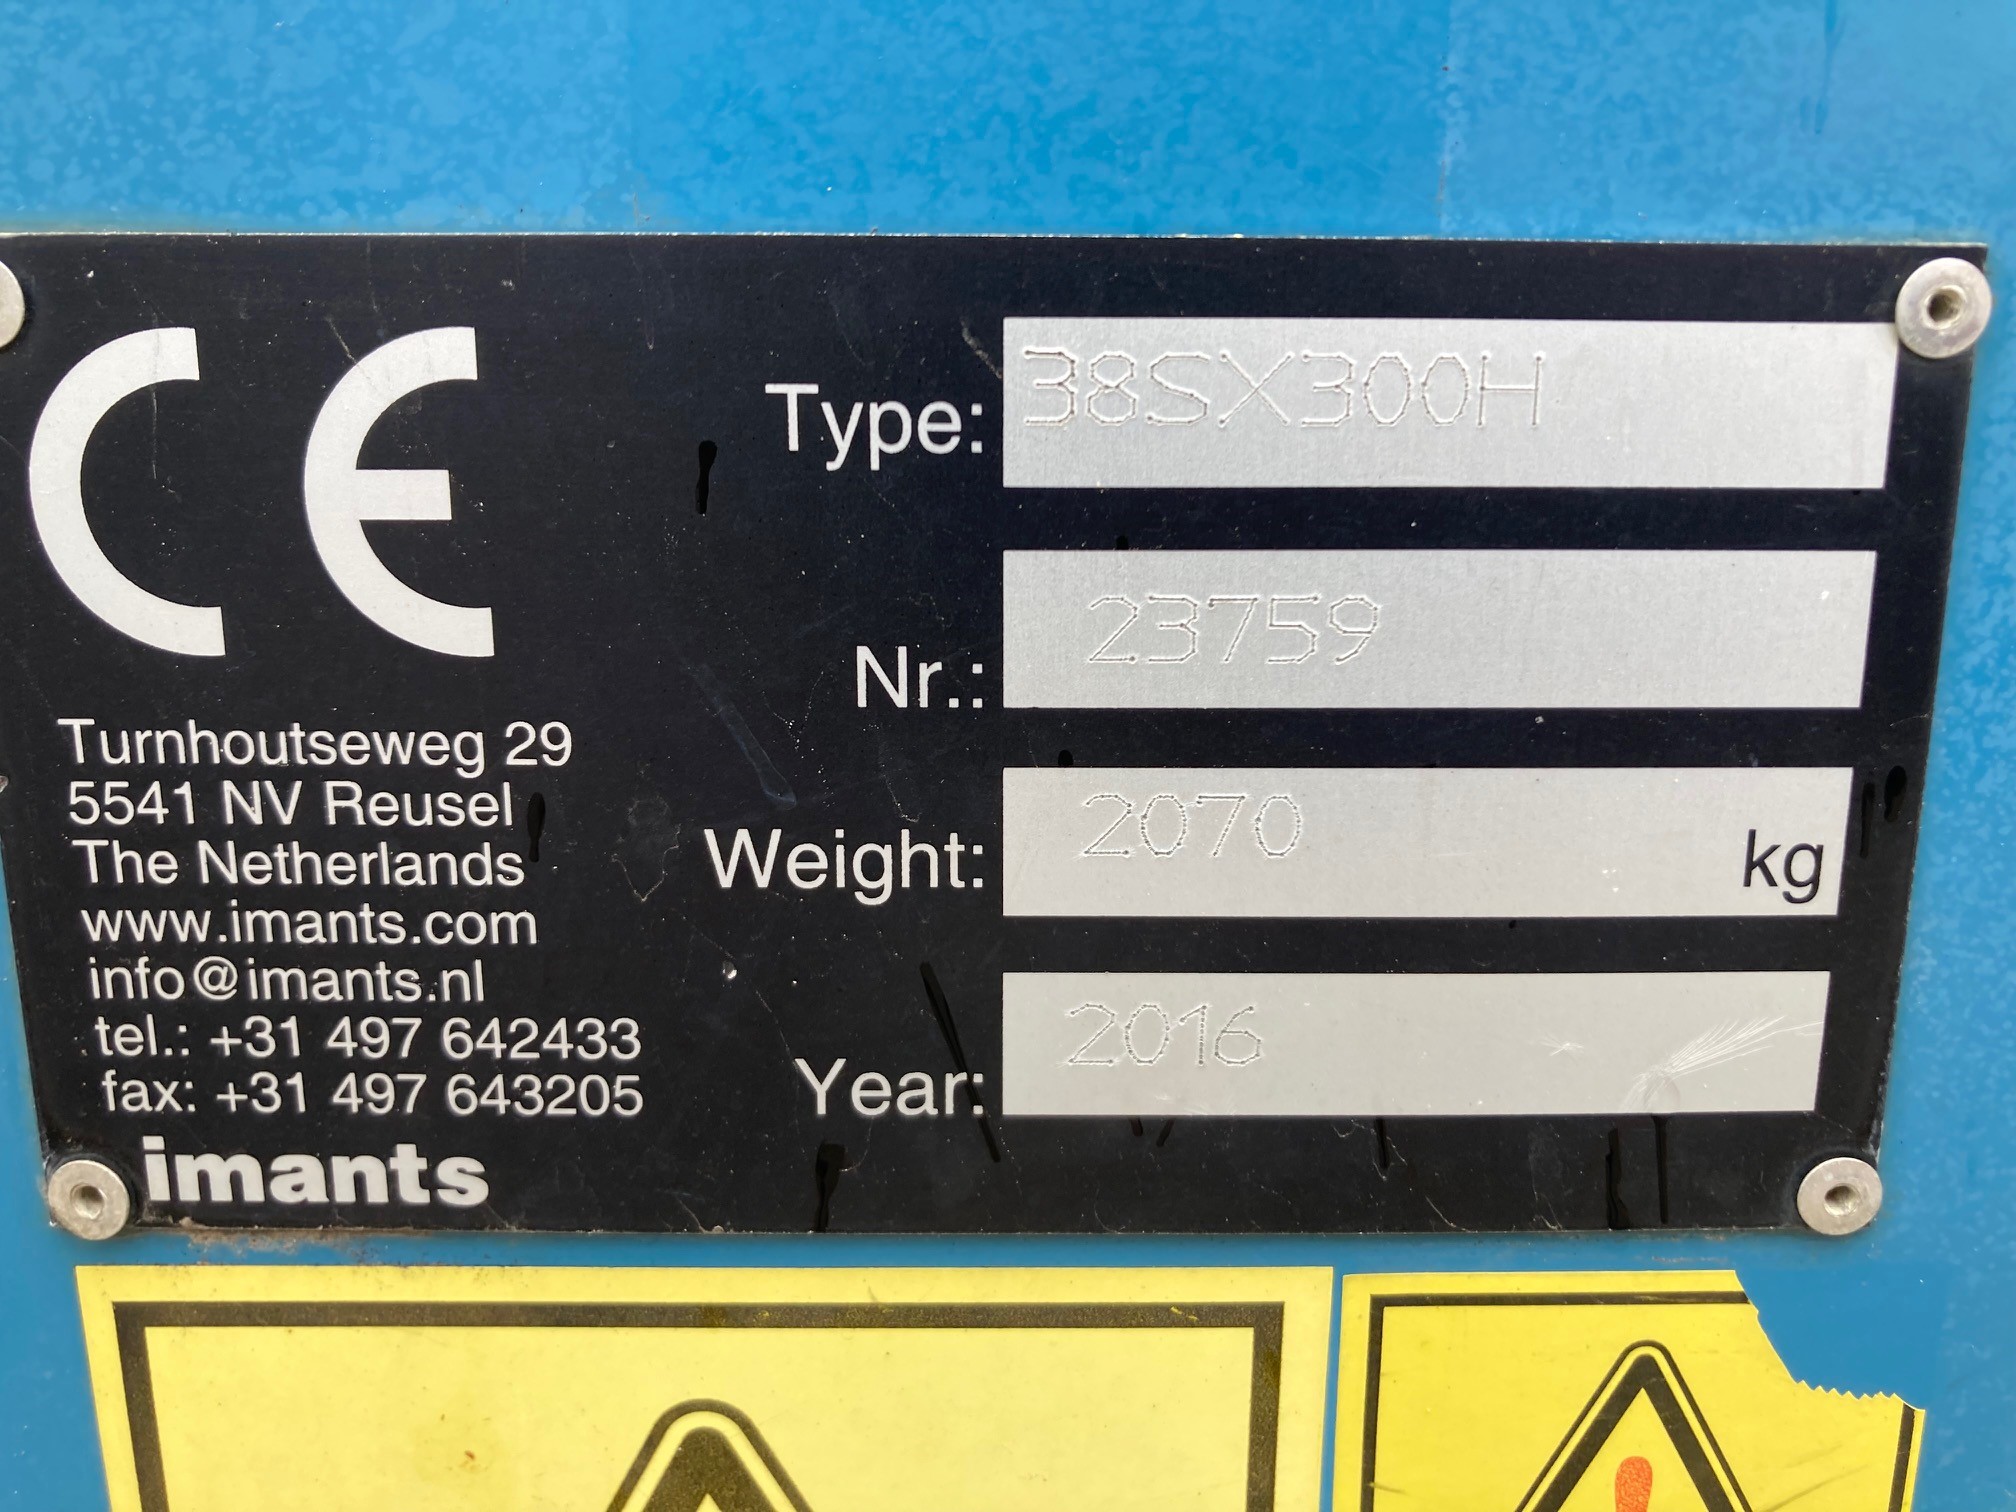 CE
Type: 38SX300H
Nr.: 23759
Weight: 2070 kg
Year: 2016
Turnhoutseweg 29
5541 NV Reusel
The Netherlands
www.imants.com
info@imants.nl
tel.: +31 497 642433
fax: +31 497 643205
imants